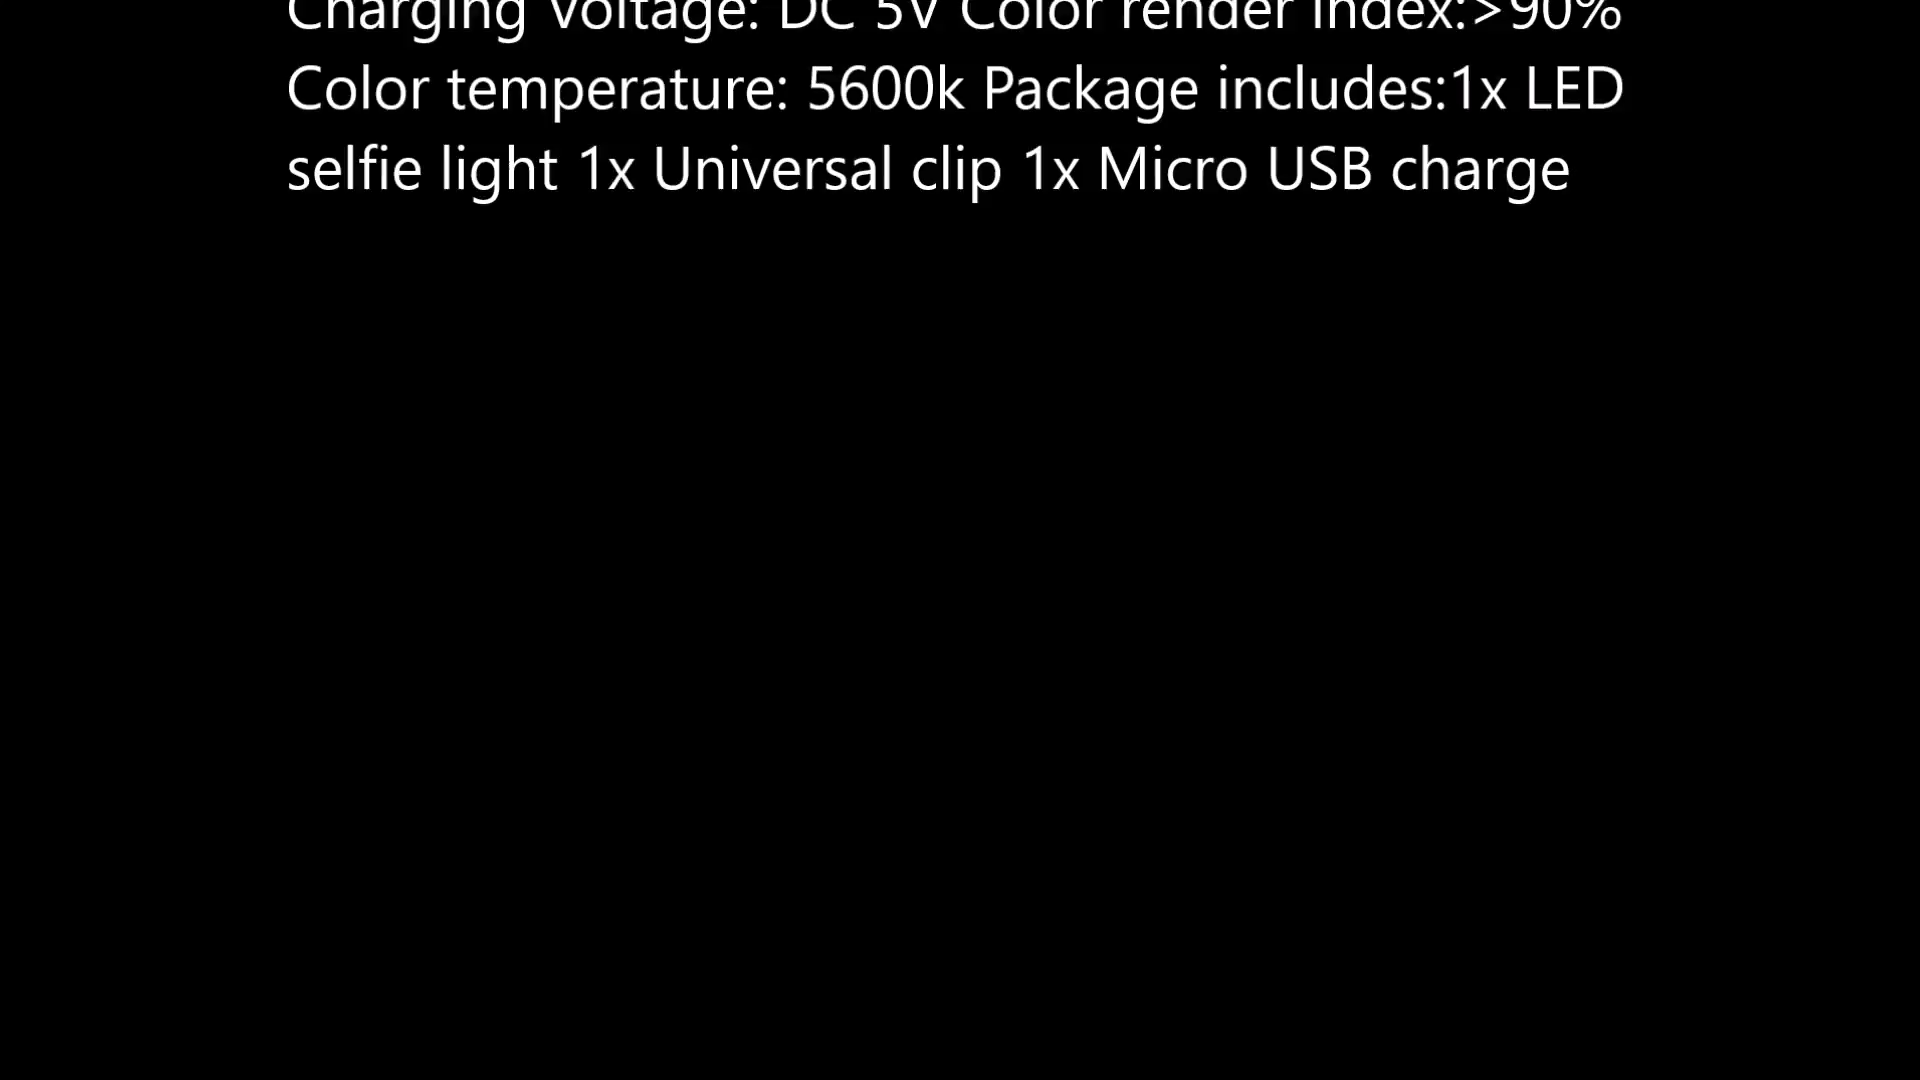 Charging Voltage: DC 5V Color render index:>90%
Color temperature: 5600k Package includes:1x LED
selfie light 1x Universal clip 1x Micro USB charge